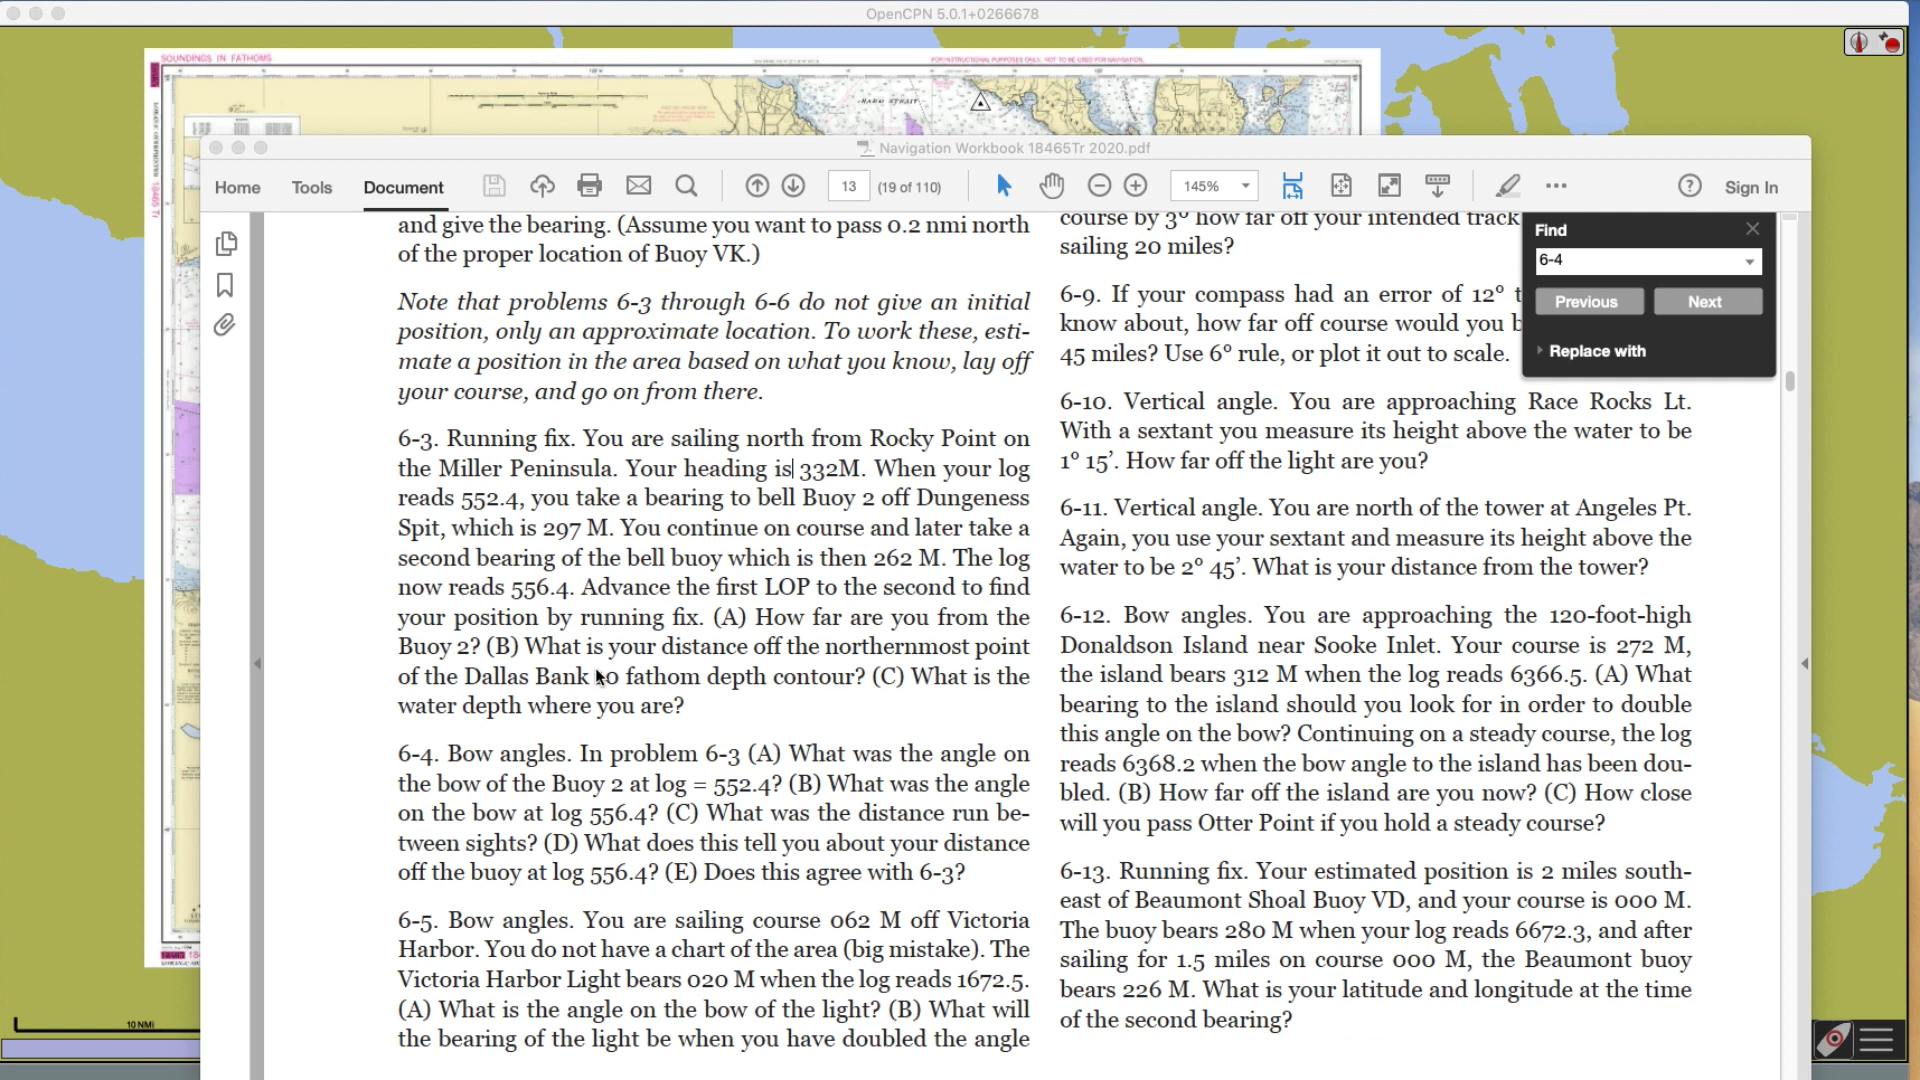 OpenCPN 5.0.1+0266678
SOUNDINGS IN FATHOMS
FOR INSTRUCTIONAL PURPOSES ONLY. NOT TO BE USED FOR NAVIGATION.
HARO STRAIT
Navigation Workbook 18465Tr 2020.pdf
Home Tools Document 13 (19 of 110) 145% Sign In
and give the bearing. (Assume you want to pass 0.2 nmi north
of the proper location of Buoy VK.)
Note that problems 6-3 through 6-6 do not give an initial
position, only an approximate location. To work these, esti-
mate a position in the area based on what you know, lay off
your course, and go on from there.
6-3. Running fix. You are sailing north from Rocky Point on
the Miller Peninsula. Your heading is 332M. When your log
reads 552.4, you take a bearing to bell Buoy 2 off Dungeness
Spit, which is 297 M. You continue on course and later take a
second bearing of the bell buoy which is then 262 M. The log
now reads 556.4. Advance the first LOP to the second to find
your position by running fix. (A) How far are you from the
Buoy 2? (B) What is your distance off the northernmost point
of the Dallas Bank 0 fathom depth contour? (C) What is the
water depth where you are?
6-4. Bow angles. In problem 6-3 (A) What was the angle on
the bow of the Buoy 2 at log = 552.4? (B) What was the angle
on the bow at log 556.4? (C) What was the distance run be-
tween sights? (D) What does this tell you about your distance
off the buoy at log 556.4? (E) Does this agree with 6-3?
6-5. Bow angles. You are sailing course 062 M off Victoria
Harbor. You do not have a chart of the area (big mistake). The
Victoria Harbor Light bears 020 M when the log reads 1672.5.
(A) What is the angle on the bow of the light? (B) What will
the bearing of the light be when you have doubled the angle
course by 3º how far off your intended track
sailing 20 miles?
6-9. If your compass had an error of 12º t
know about, how far off course would you b
45 miles? Use 6º rule, or plot it out to scale.
6-10. Vertical angle. You are approaching Race Rocks Lt.
With a sextant you measure its height above the water to be
1º 15’. How far off the light are you?
6-11. Vertical angle. You are north of the tower at Angeles Pt.
Again, you use your sextant and measure its height above the
water to be 2º 45’. What is your distance from the tower?
6-12. Bow angles. You are approaching the 120-foot-high
Donaldson Island near Sooke Inlet. Your course is 272 M,
the island bears 312 M when the log reads 6366.5. (A) What
bearing to the island should you look for in order to double
this angle on the bow? Continuing on a steady course, the log
reads 6368.2 when the bow angle to the island has been dou-
bled. (B) How far off the island are you now? (C) How close
will you pass Otter Point if you hold a steady course?
6-13. Running fix. Your estimated position is 2 miles south-
east of Beaumont Shoal Buoy VD, and your course is 000 M.
The buoy bears 280 M when your log reads 6672.3, and after
sailing for 1.5 miles on course 000 M, the Beaumont buoy
bears 226 M. What is your latitude and longitude at the time
of the second bearing?
Find
6-4
Previous Next
Replace with
10 NMi